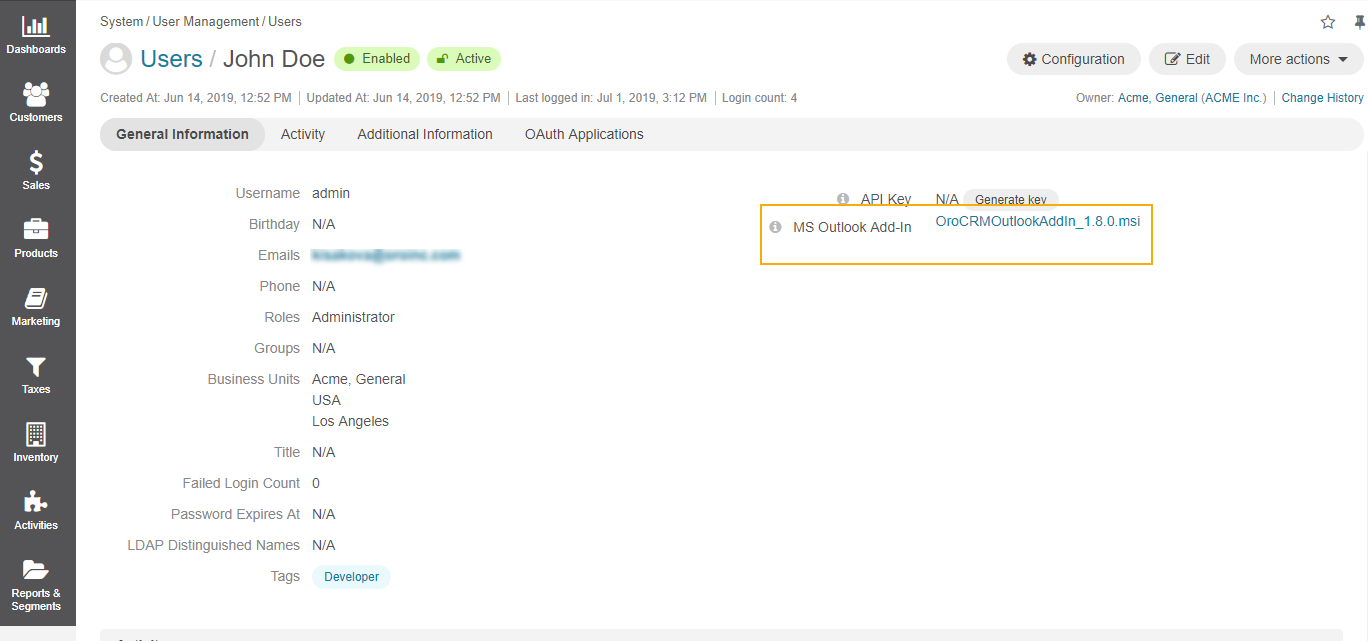 System / User Management / Users
Users / John Doe Enabled Active
Configuration Edit More actions
Created At: Jun 14, 2019, 12:52 PM Updated At: Jun 14, 2019, 12:52 PM Last logged in: Jul 1, 2019, 3:12 PM Login count: 4
Owner: Acme, General (ACME Inc.) Change History
General Information Activity Additional Information OAuth Applications
Dashboards
Customers
Sales
Products
Marketing
Taxes
Inventory
Activities
Reports &
Segments
Username admin
Birthday N/A
Emails
Phone N/A
Roles Administrator
Groups N/A
Business Units Acme, General
USA
Los Angeles
Title N/A
Failed Login Count 0
Password Expires At N/A
LDAP Distinguished Names N/A
Tags Developer
API Key N/A Generate key
MS Outlook Add-In OroCRMOutlookAddIn_1.8.0.msi